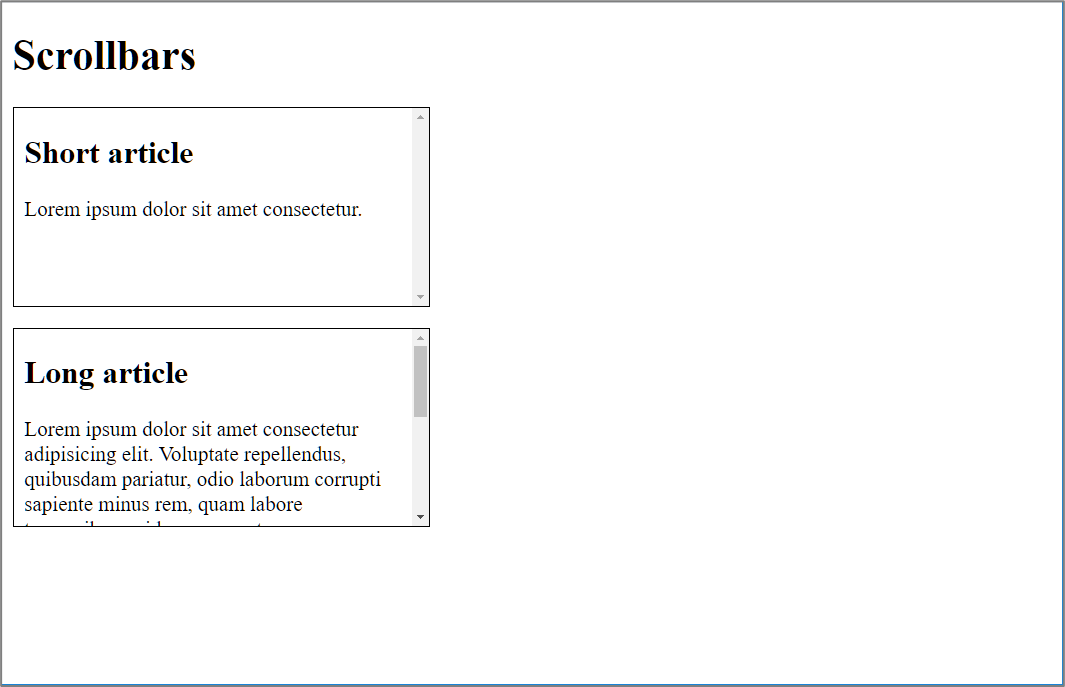 Scrollbars
Short article
Lorem ipsum dolor sit amet consectetur.
Long article
Lorem ipsum dolor sit amet consectetur
adipisicing elit. Voluptate repellendus,
quibusdam pariatur, odio laborum corrupti
sapiente minus rem, quam labore